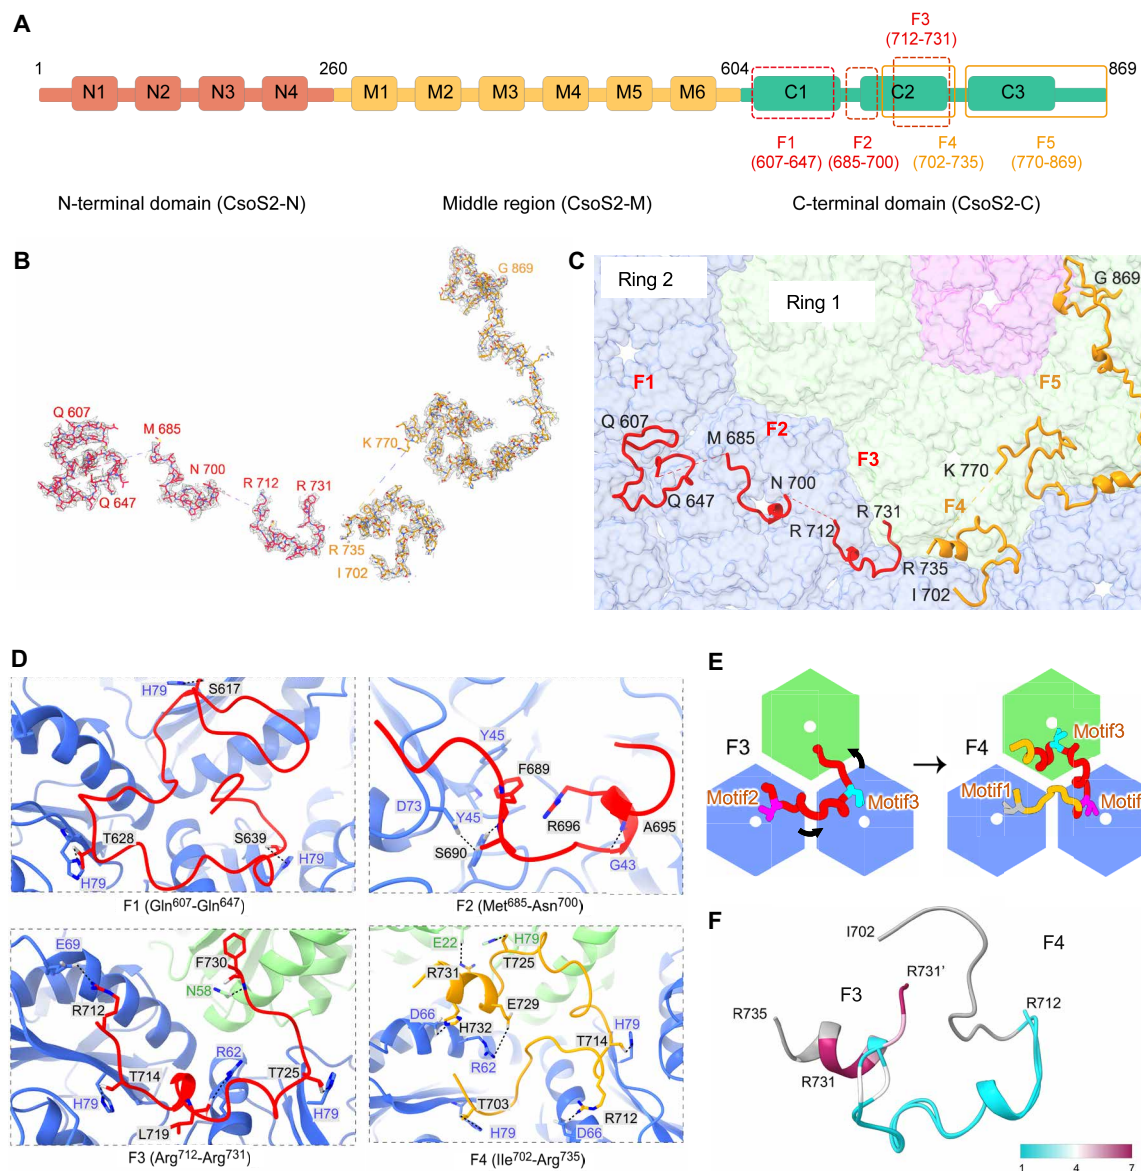 A
F3
(712-731)
1
260
604
869
N1
N2
N3
N4
M1
M2
M3
M4
M5
M6
C1
C2
C3
F1
(607-647)
F2
(685-700)
F4
(702-735)
F5
(770-869)
N-terminal domain (CsoS2-N)
Middle region (CsoS2-M)
C-terminal domain (CsoS2-C)
B
G 869
Q 607
M 685
K 770
N 700
Q 647
R 712
R 731
R 735
I 702
C
Ring 2
Ring 1
G 869
F1
F5
Q 607
M 685
F2
F3
K 770
N 700
Q 647
F4
R 712
R 731
R 735
I 702
D
H79
S617
T628
S639
H79
H79
F1 (Gln607-Gln647)
Y45
F689
D73
Y45
R696
A695
S690
G43
F2 (Met685-Asn700)
E69
F730
N58
R712
R62
T714
T725
H79
H79
L719
F3 (Arg712-Arg731)
E22
H79
T725
R731
E729
D66
H732
H79
T714
R62
T703
R712
H79
D66
F4 (Ile702-Arg735)
E
F3
F4
Motif3
Motif2
Motif3
Motif1
Motif
F
I702
F4
R731'
F3
R735
R712
R731
1
4
7